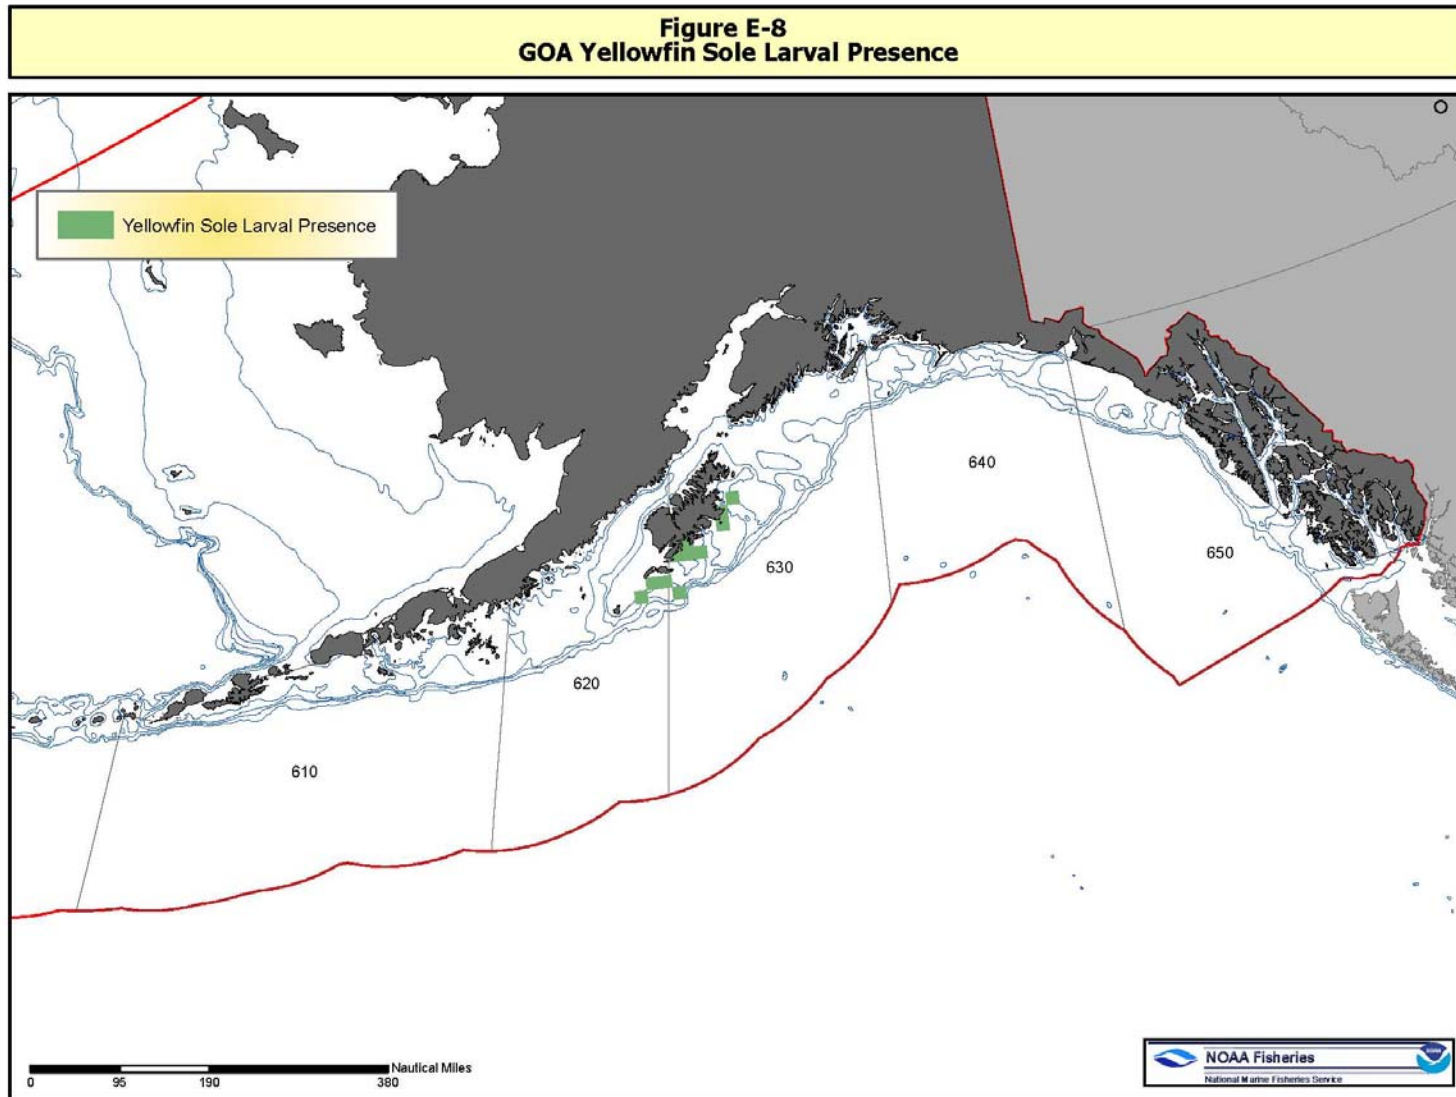 Figure E-8
GOA Yellowfin Sole Larval Presence
Yellowfin Sole Larval Presence
640
650
630
620
610
Nautical Miles
0 95 190 380
NOAA Fisheries
National Marine Fisheries Service